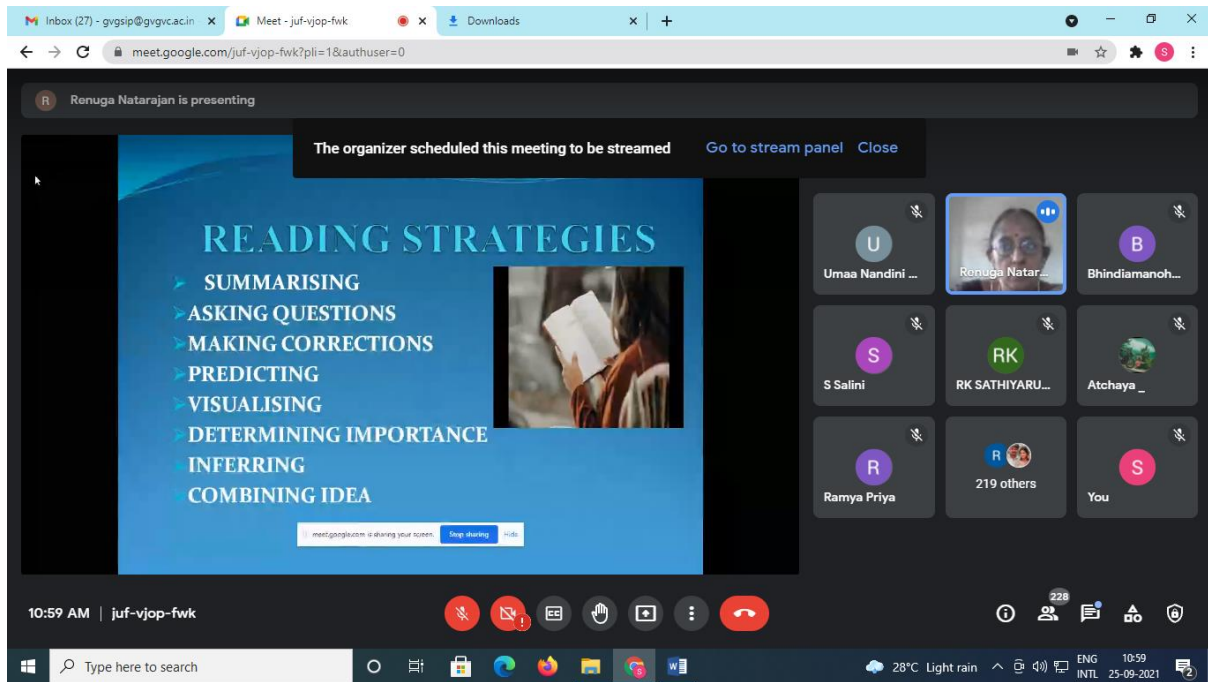 Inbox (27) - gvgsip@gvgvc.ac.in
Meet - juf-vjop-fwk
Downloads
meet.google.com/juf-vjop-fwk?pli=1&authuser=0
S
R Renuga Natarajan is presenting
The organizer scheduled this meeting to be streamed Go to stream panel Close
READING STRATEGIES
SUMMARISING
ASKING QUESTIONS
MAKING CORRECTIONS
PREDICTING
VISUALISING
DETERMINING IMPORTANCE
INFERRING
COMBINING IDEA
meet.google.com is sharing your screen. Stop sharing Hide
U
Umaa Nandini ...
Renuga Natar...
B
Bhindiamanoh...
S
S Salini
RK
RK SATHIYARU...
Atchaya _
R
Ramya Priya
R
219 others
S
You
10:59 AM | juf-vjop-fwk
CC
228
Type here to search
28°C Light rain
ENG
INTL
10:59
25-09-2021
2